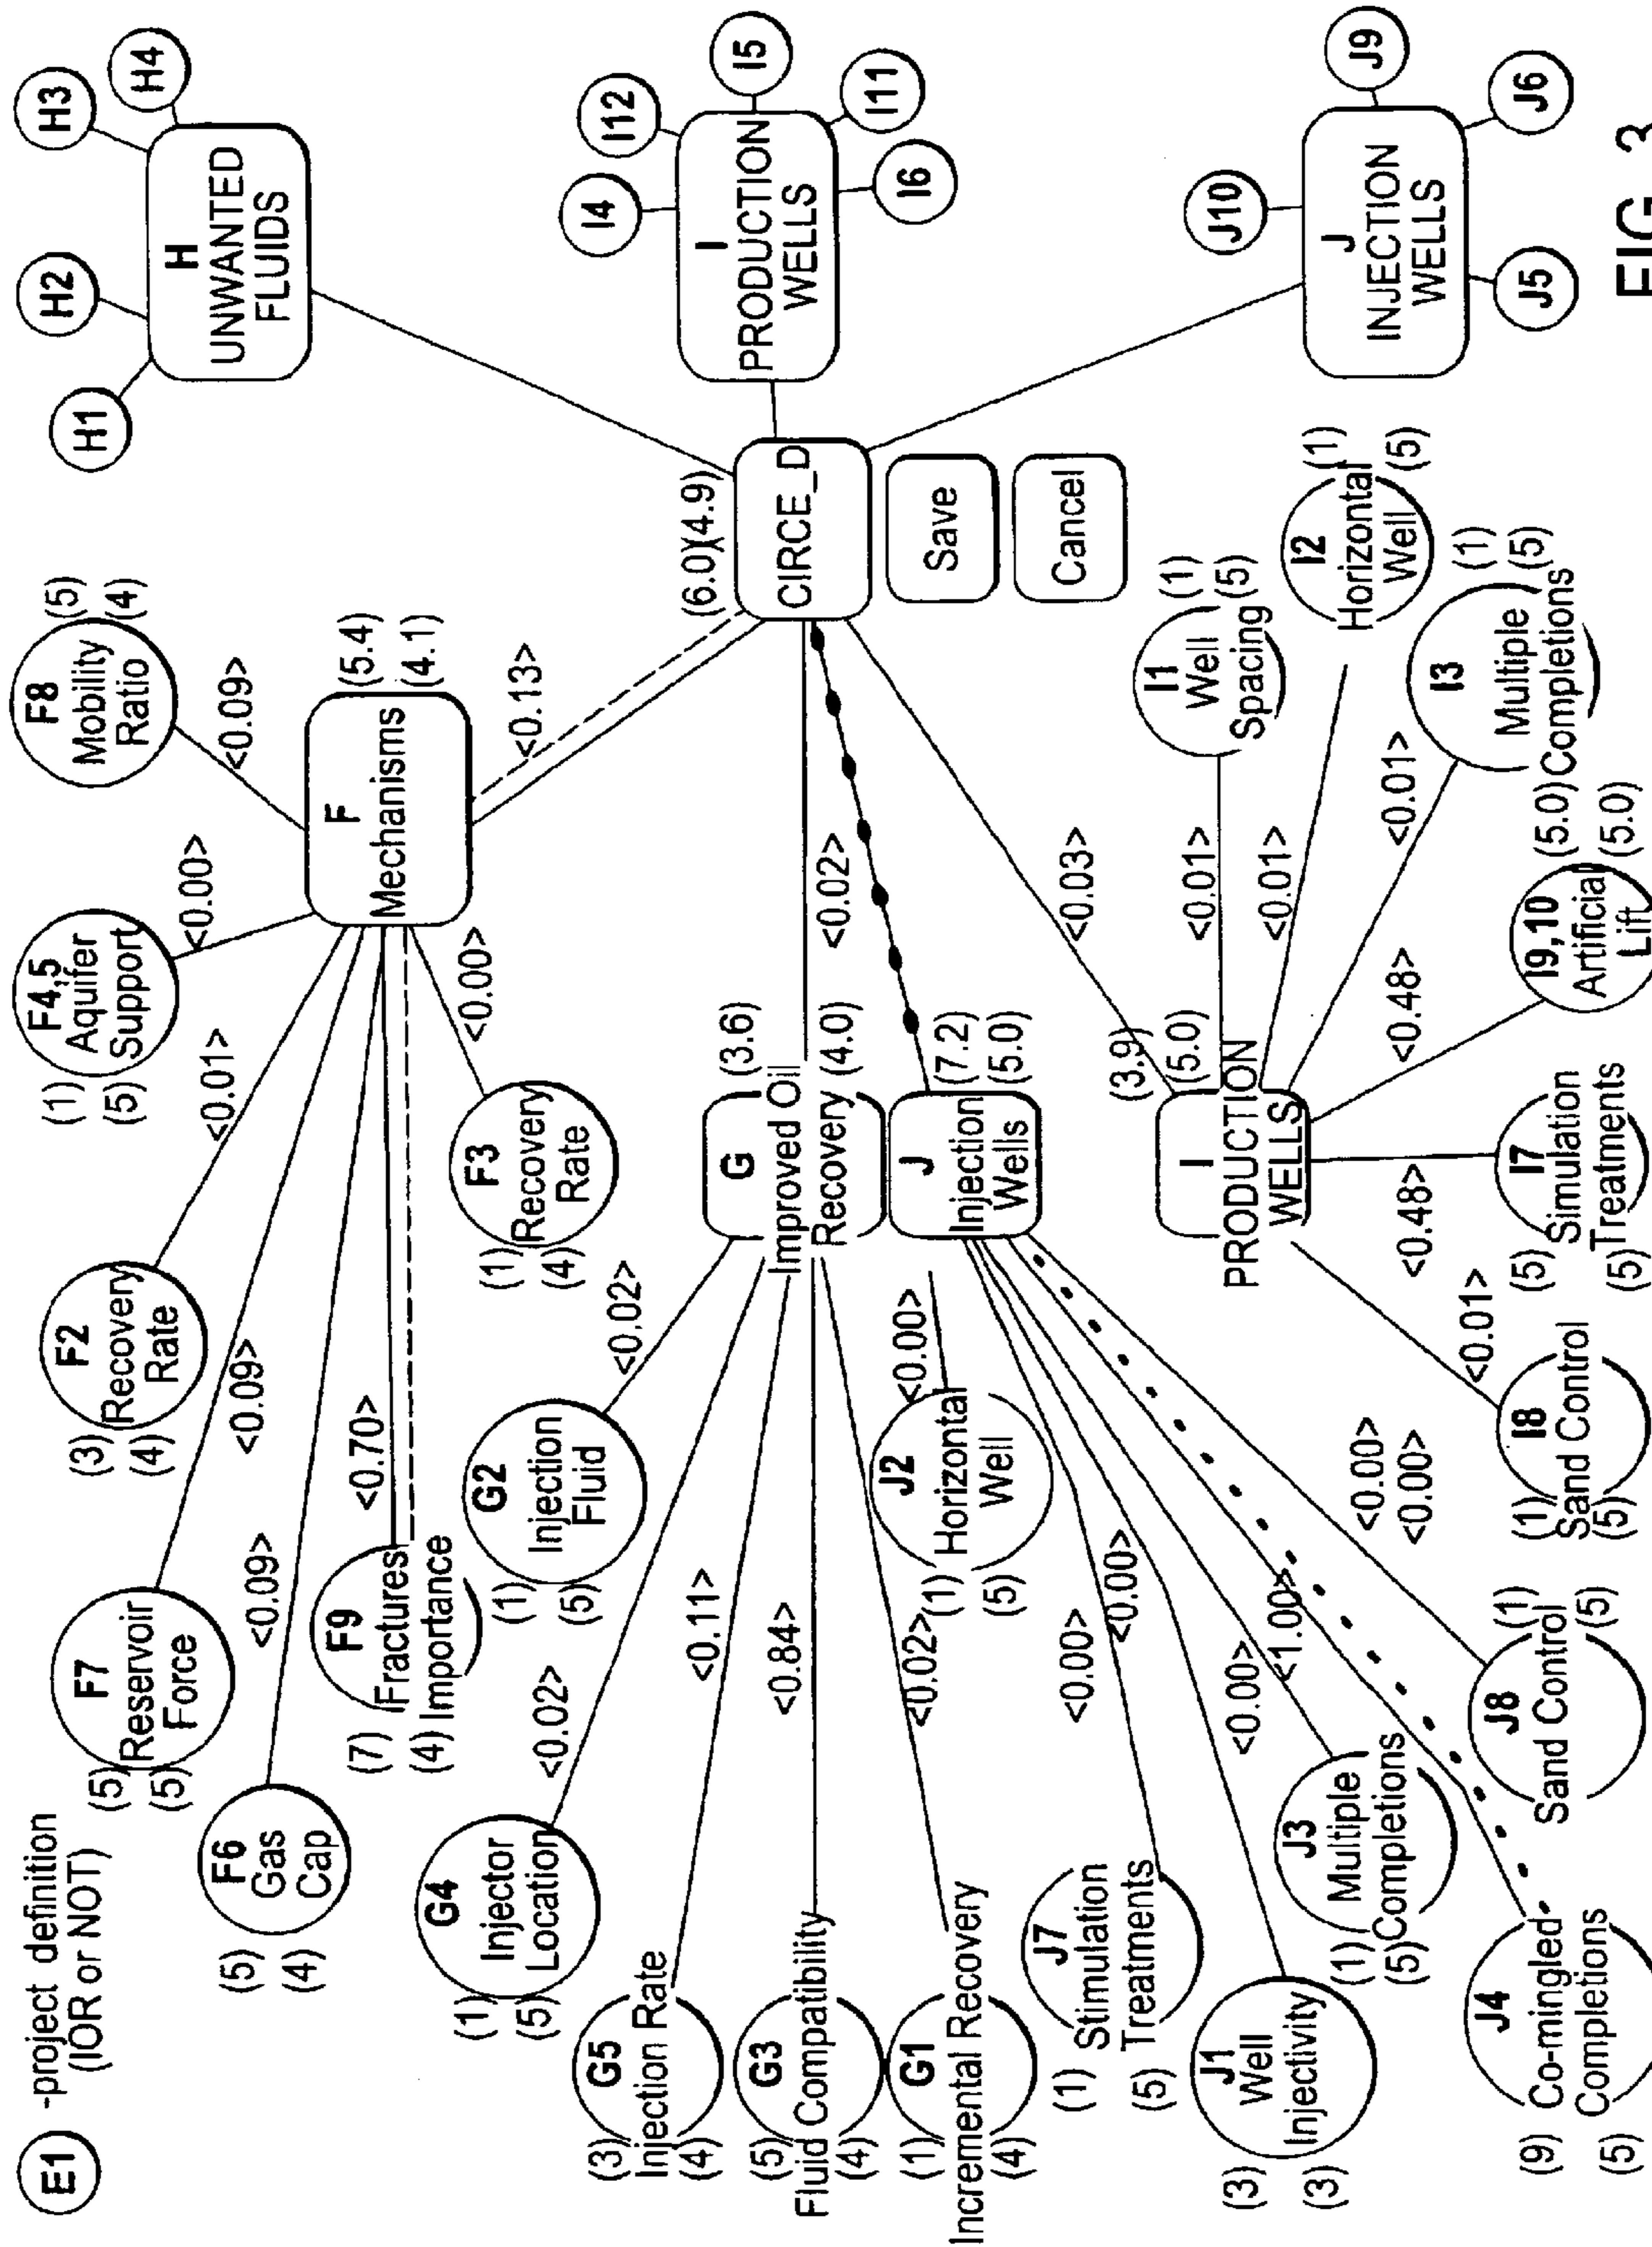 E1
-project definition
(IOR or NOT)
F7
Reservoir
Force
(5)
(5)
F6
Gas
Cap
(5)
(4)
F2
Recovery
Rate
(3)
(4)
F4,5
Aquifer
Support
(1)
(5)
F8
Mobility
Ratio
(5)
(4)
F9
Fractures
Importance
(7)
(4)
F3
Recovery
Rate
(1)
(4)
<0.09>
<0.09>
<0.70>
<0.01>
<0.00>
<0.09>
<0.00>
F
Mechanisms
(5.4)
(4.1)
<0.13>
H1
H2
H3
H4
H
UNWANTED
FLUIDS
G4
Injector
Location
(1)
(5)
G2
Injection
Fluid
(1)
(5)
G5
Injection Rate
(3)
(4)
G3
Fluid Compatibility
(5)
(4)
G1
Incremental Recovery
(1)
(4)
<0.02>
<0.02>
<0.11>
<0.84>
<0.02>
G
Improved Oil
Recovery
(3.6)
(4.0)
<0.02>
(6.0)(4.9)
CIRCE_D
Save
Cancel
I4
I12
I5
I11
I6
I
PRODUCTION
WELLS
J
Injection
Wells
(7.2)
(5.0)
J2
Horizontal
Well
(1)
(5)
<0.00>
J7
Stimulation
Treatments
(1)
(5)
<0.00>
J1
Well
Injectivity
(3)
(3)
<0.00>
J3
Multiple
Completions
(1)
(5)
<0.00>
J4
Co-mingled
Completions
(9)
(5)
<1.00>
J8
Sand Control
(1)
(5)
<0.00>
<0.00>
<0.03>
I
PRODUCTION
WELLS
(3.9)
(5.0)
I1
Well
Spacing
(1)
(5)
<0.01>
I2
Horizontal
Well
(1)
(5)
<0.01>
I3
Multiple
Completions
(1)
(5)
<0.01>
I9,10
Artificial
Lift
(5.0)
(5.0)
<0.48>
I7
Simulation
Treatments
(5)
(5)
<0.48>
I8
Sand Control
(1)
(5)
<0.01>
J10
J9
J6
J5
J
INJECTION
WELLS
FIG. 3